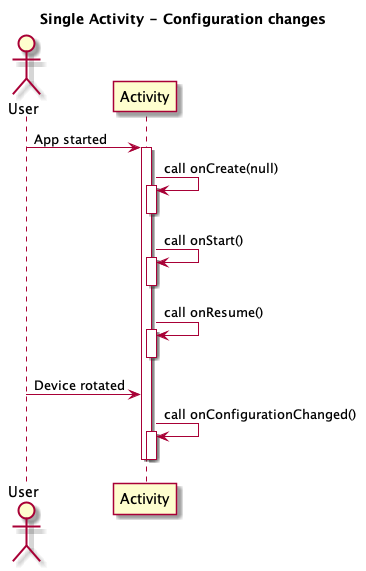 Single Activity - Configuration changes
User
Activity
App started
call onCreate(null)
call onStart()
call onResume()
Device rotated
call onConfigurationChanged()
User
Activity